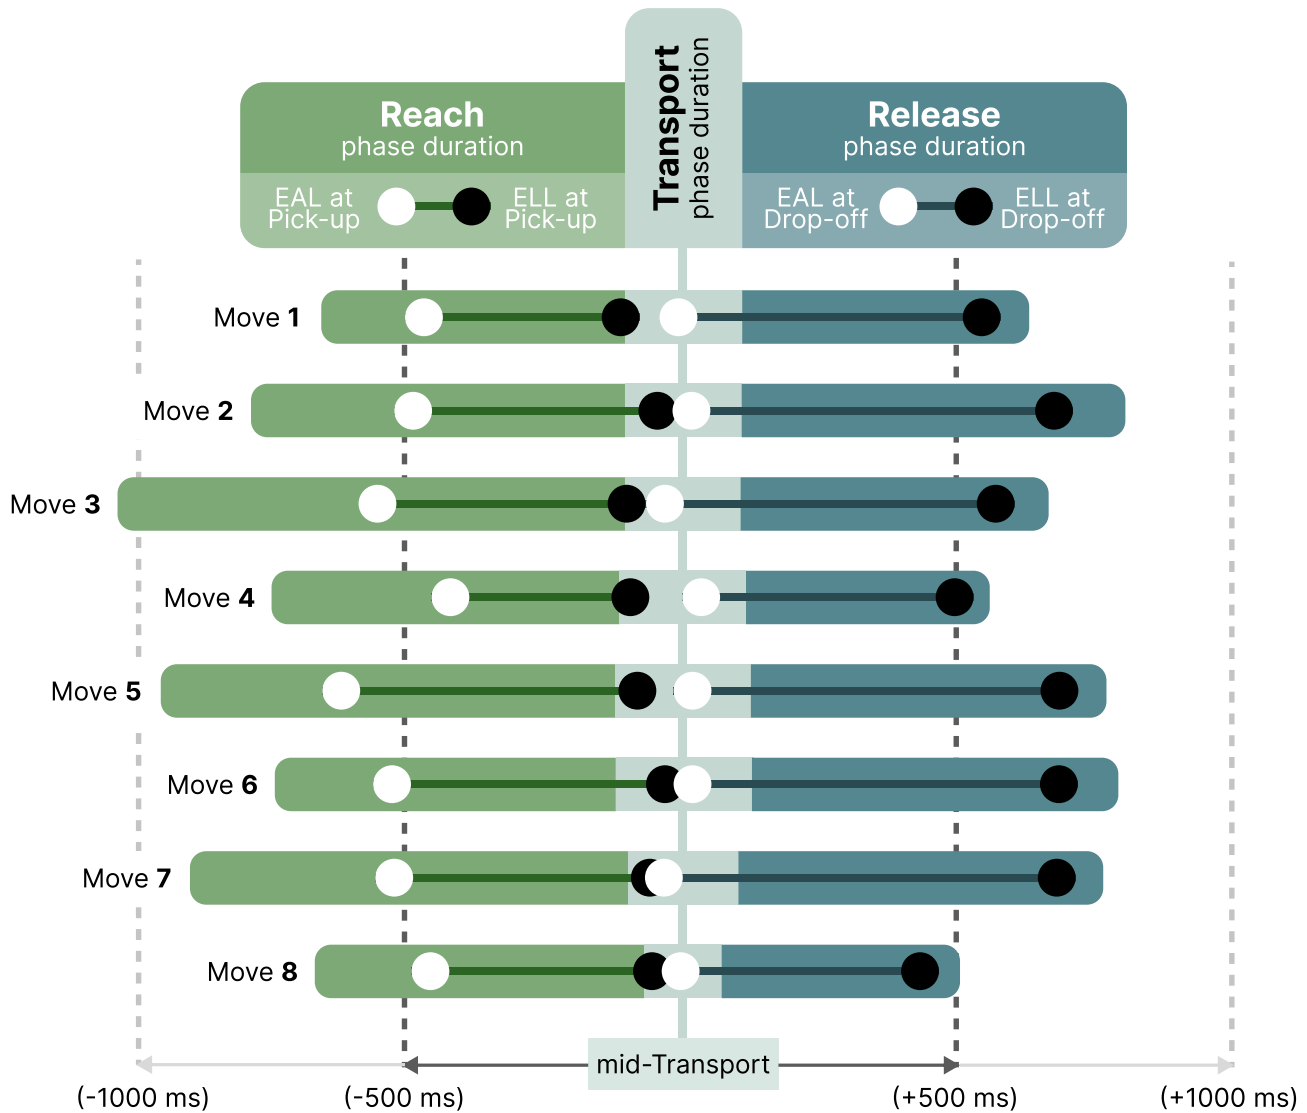 Reach
phase duration
Transport
phase duration
Release
phase duration
EAL at
Pick-up
ELL at
Pick-up
EAL at
Drop-off
ELL at
Drop-off
Move 1
Move 2
Move 3
Move 4
Move 5
Move 6
Move 7
Move 8
mid-Transport
(-1000 ms)
(-500 ms)
(+500 ms)
(+1000 ms)